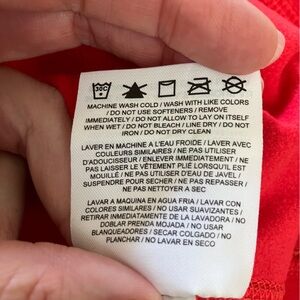 30C
MACHINE WASH COLD / WASH WITH LIKE COLORS
/ DO NOT USE SOFTENERS / REMOVE
IMMEDIATELY / DO NOT ALLOW TO LAY ON ITSELF
WHEN WET / DO NOT BLEACH / LINE DRY / DO NOT
IRON / DO NOT DRY CLEAN
LAVER EN MACHINE A L'EAU FROIDE / LAVER AVEC
COULEURS SIMILAIRES / NE PAS UTILISER
D'ADOUCISSEUR / ENLEVER IMMEDIATEMENT / NE
PAS LAISSER LE VÊTEMENT PLIÉ LORSQU'IL EST
MOUILLE / NE PAS UTILISER D'EAU DE JAVEL /
SUSPENDRE POUR SECHER / NE PAS REPASSER /
NE PAS NETTOYER A SEC
LAVAR A MAQUINA EN AGUA FRIA / LAVAR CON
COLORES SIMILARES / NO USAR SUAVIZANTES /
RETIRAR INMEDIATAMENTE DE LA LAVADORA / NO
DOBLAR PRENDA MOJADA / NO USAR
BLANQUEADORES / SECAR COLGADO / NO
PLANCHAR / NO LAVAR EN SECO